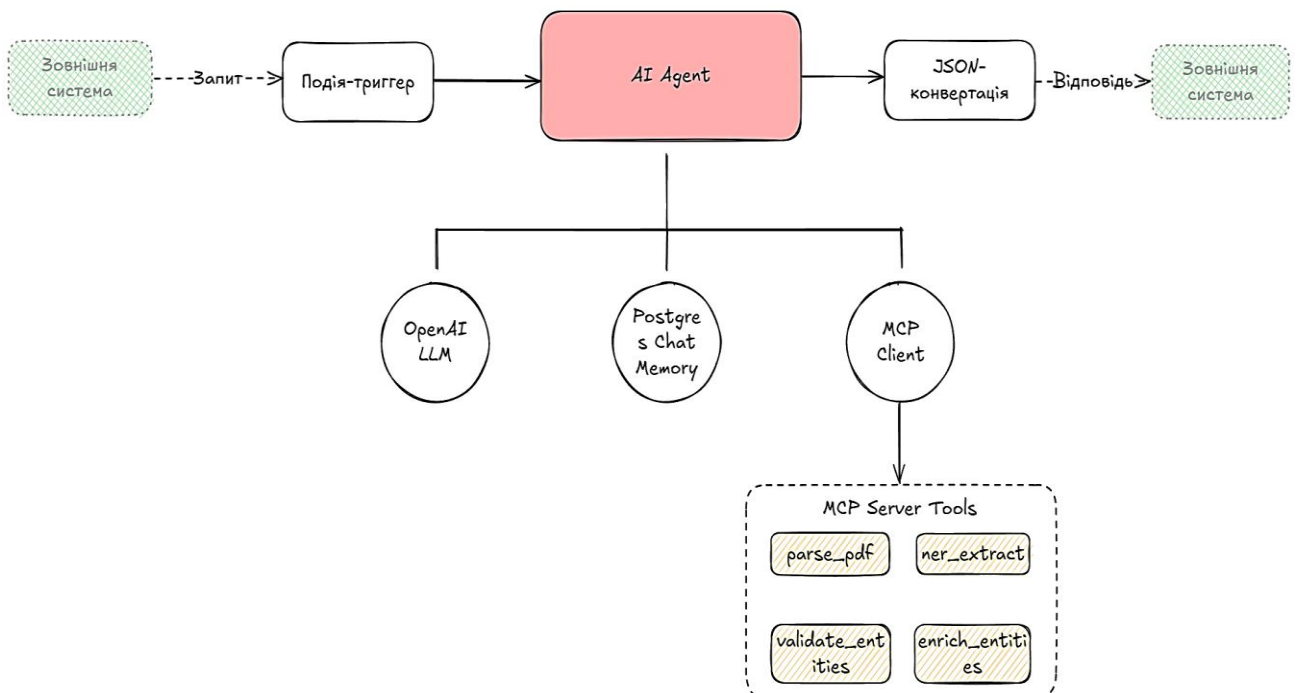 Зовнішня
система
Запит
Подія-триггер
AI Agent
JSON-
конвертація
Відповідь
Зовнішня
система
OpenAI
LLM
Postgre
s Chat
Memory
MCP
Client
MCP Server Tools
parse_pdf
ner_extract
validate_ent
ities
enrich_entiti
es